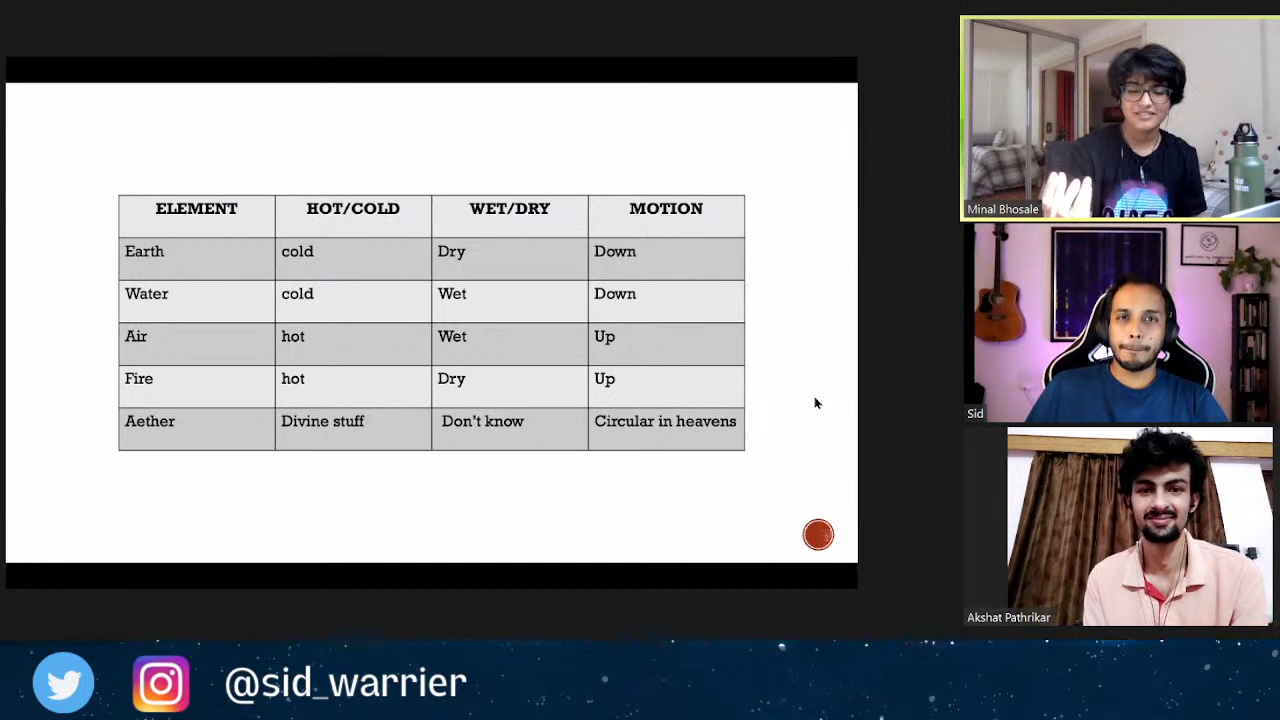 ELEMENT HOT/COLD WET/DRY MOTION
Earth cold Dry Down
Water cold Wet Down
Air hot Wet Up
Fire hot Dry Up
Aether Divine stuff Don't know Circular in heavens
Minal Bhosale
Sid
Akshat Pathrikar
@sid_warrier